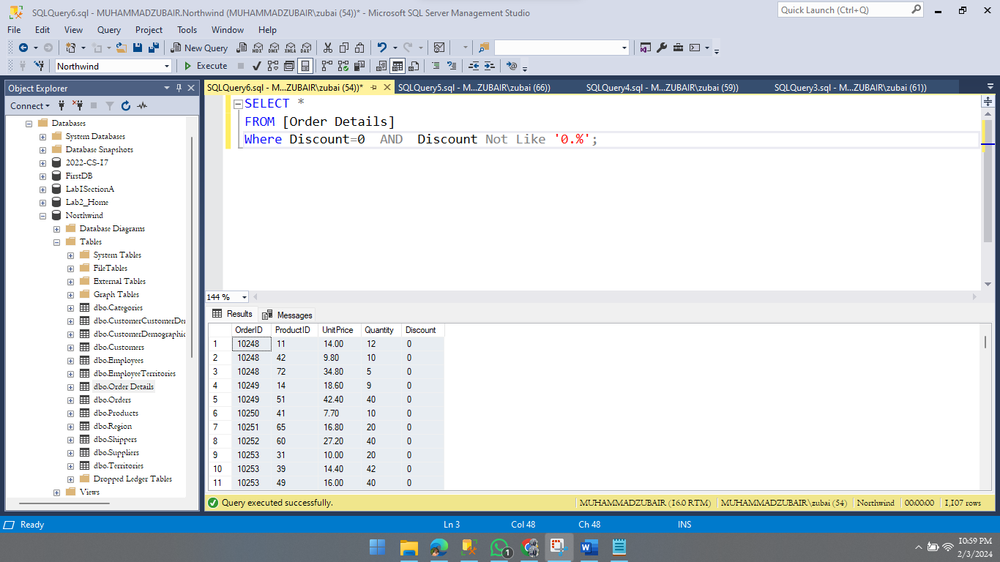 SQLQuery6.sql - MUHAMMADZUBAIR.Northwind (MUHAMMADZUBAIR\zubai (54))* - Microsoft SQL Server Management Studio
Quick Launch (Ctrl+Q)
File Edit View Query Project Tools Window Help
New Query MDX DMX XMLA DAX
Northwind Execute
Object Explorer
Connect
Databases
System Databases
Database Snapshots
2022-CS-17
FirstDB
Lab1SectionA
Lab2_Home
Northwind
Database Diagrams
Tables
System Tables
FileTables
External Tables
Graph Tables
dbo.Categories
dbo.CustomerCustomerDe
dbo.CustomerDemographic
dbo.Customers
dbo.Employees
dbo.EmployeeTerritories
dbo.Order Details
dbo.Orders
dbo.Products
dbo.Region
dbo.Shippers
dbo.Suppliers
dbo.Territories
Dropped Ledger Tables
Views
SQLQuery6.sql - M...ZUBAIR\zubai (54))* SQLQuery5.sql - M...ZUBAIR\zubai (66)) SQLQuery4.sql - M...ZUBAIR\zubai (59)) SQLQuery3.sql - M...ZUBAIR\zubai (61))
SELECT *
FROM [Order Details]
Where Discount=0 AND Discount Not Like '0.%';
144 %
Results Messages
OrderID ProductID UnitPrice Quantity Discount
1 10248 11 14.00 12 0
2 10248 42 9.80 10 0
3 10248 72 34.80 5 0
4 10249 14 18.60 9 0
5 10249 51 42.40 40 0
6 10250 41 7.70 10 0
7 10251 65 16.80 20 0
8 10252 60 27.20 40 0
9 10253 31 10.00 20 0
10 10253 39 14.40 42 0
11 10253 49 16.00 40 0
Query executed successfully. MUHAMMADZUBAIR (16.0 RTM) MUHAMMADZUBAIR\zubai (54) Northwind 00:00:00 1,107 rows
Ready Ln 3 Col 48 Ch 48 INS
1
10:59 PM
2/3/2024